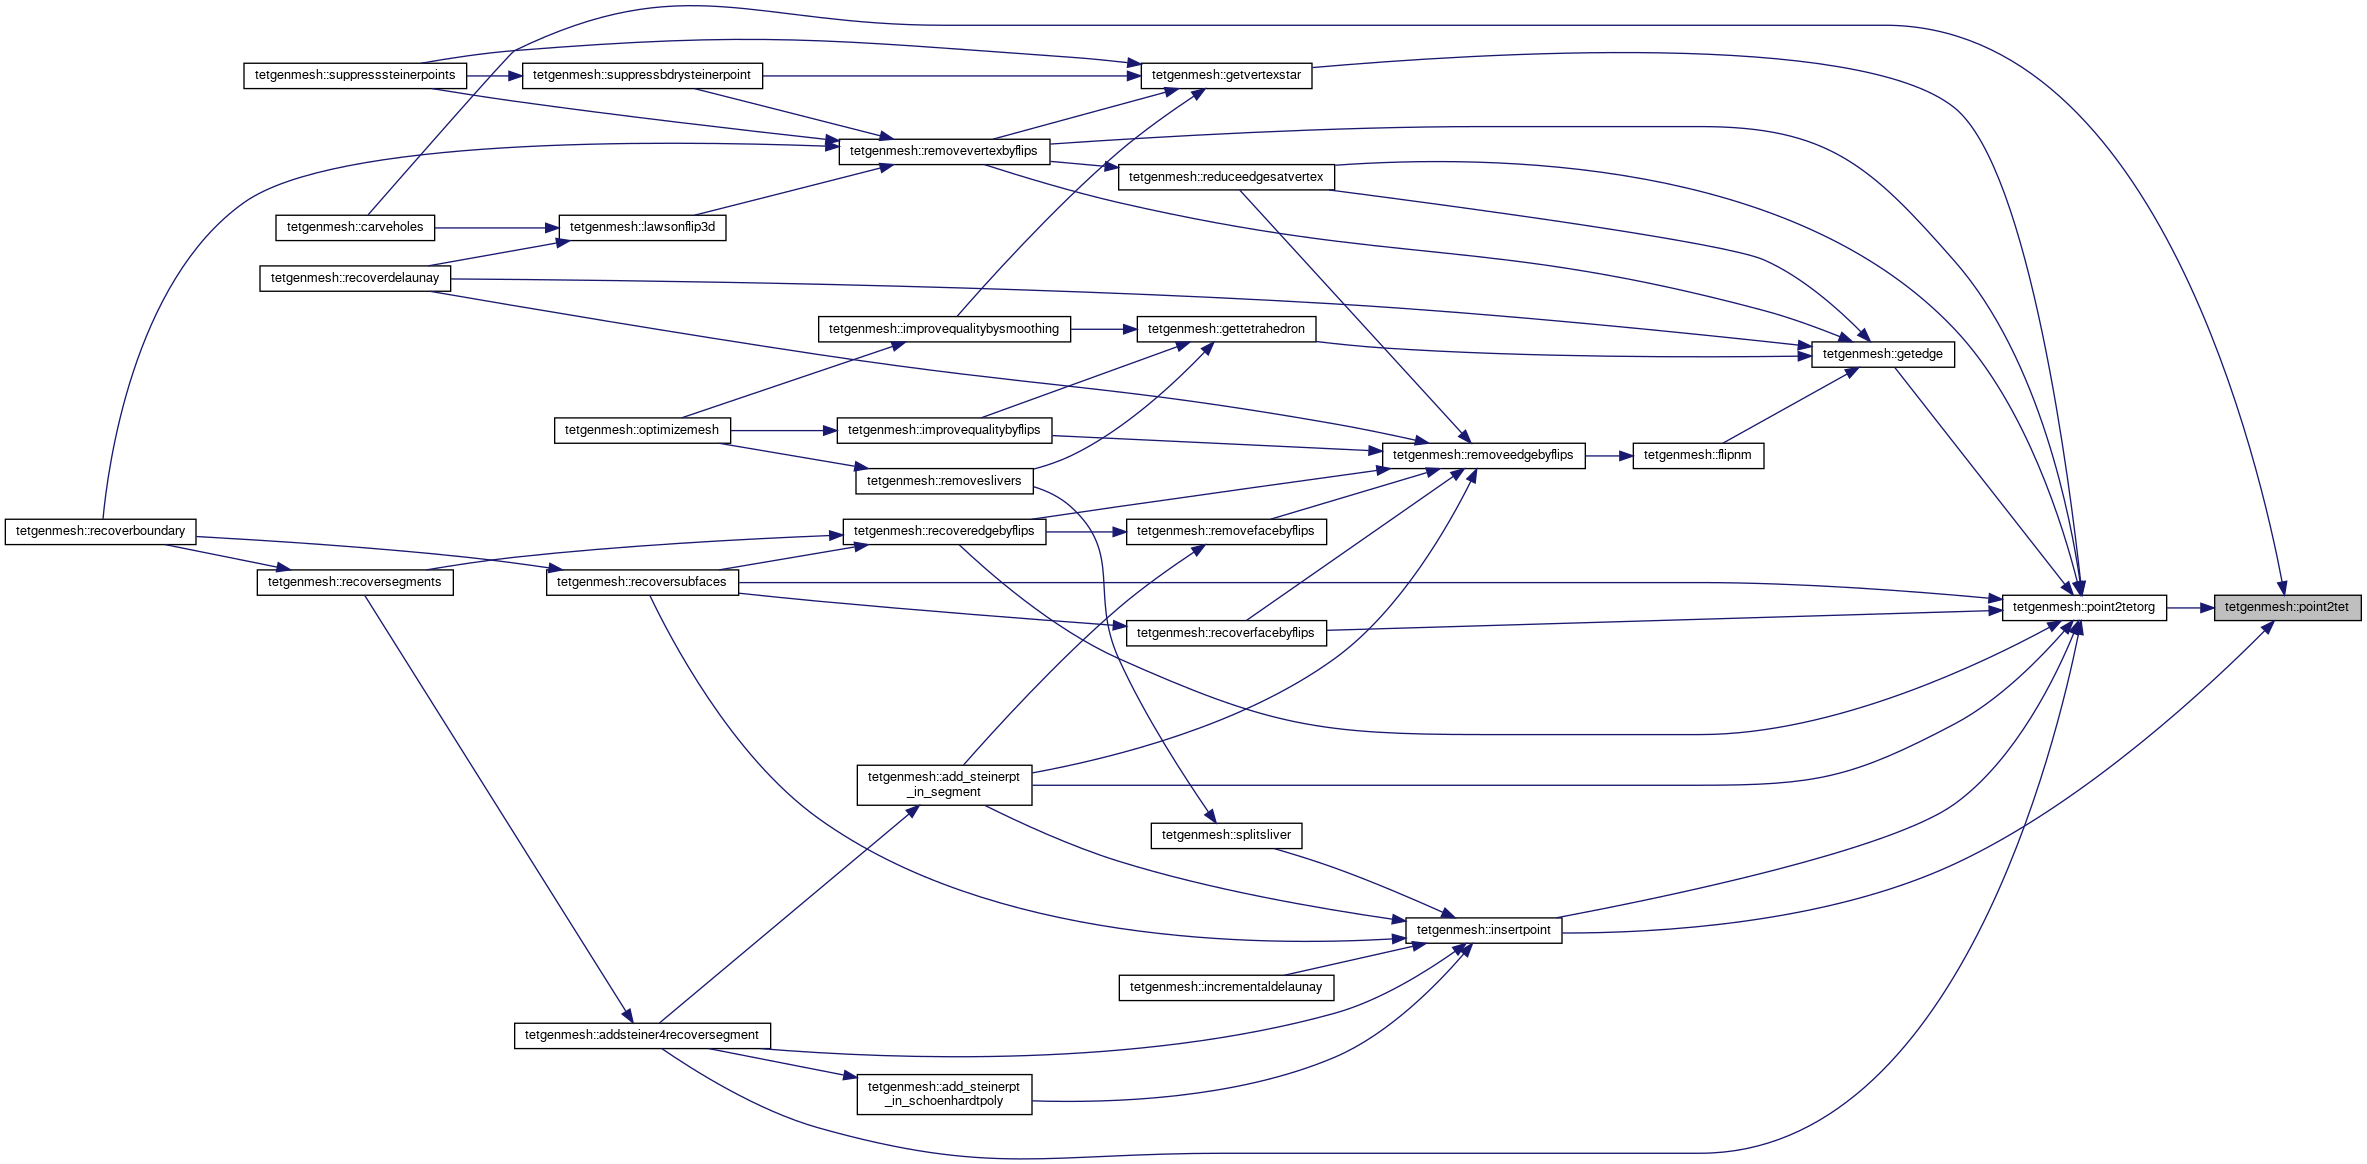 tetgenmesh::suppresssteinerpoints
tetgenmesh::suppressbdrysteinerpoint
tetgenmesh::getvertexstar
tetgenmesh::removevertexbyflips
tetgenmesh::reduceedgesatvertex
tetgenmesh::carveholes
tetgenmesh::lawsonflip3d
tetgenmesh::recoverdelaunay
tetgenmesh::improvequalitybysmoothing
tetgenmesh::gettetrahedron
tetgenmesh::getedge
tetgenmesh::optimizemesh
tetgenmesh::improvequalitybyflips
tetgenmesh::removeedgebyflips
tetgenmesh::flipnm
tetgenmesh::removeslivers
tetgenmesh::recoverboundary
tetgenmesh::recoveredgebyflips
tetgenmesh::removefacebyflips
tetgenmesh::recoversegments
tetgenmesh::recoversubfaces
tetgenmesh::point2tetorg
tetgenmesh::point2tet
tetgenmesh::recoverfacebyflips
tetgenmesh::add_steinerpt
_in_segment
tetgenmesh::splitsliver
tetgenmesh::insertpoint
tetgenmesh::incrementaldelaunay
tetgenmesh::addsteiner4recoversegment
tetgenmesh::add_steinerpt
_in_schoenhardtpoly